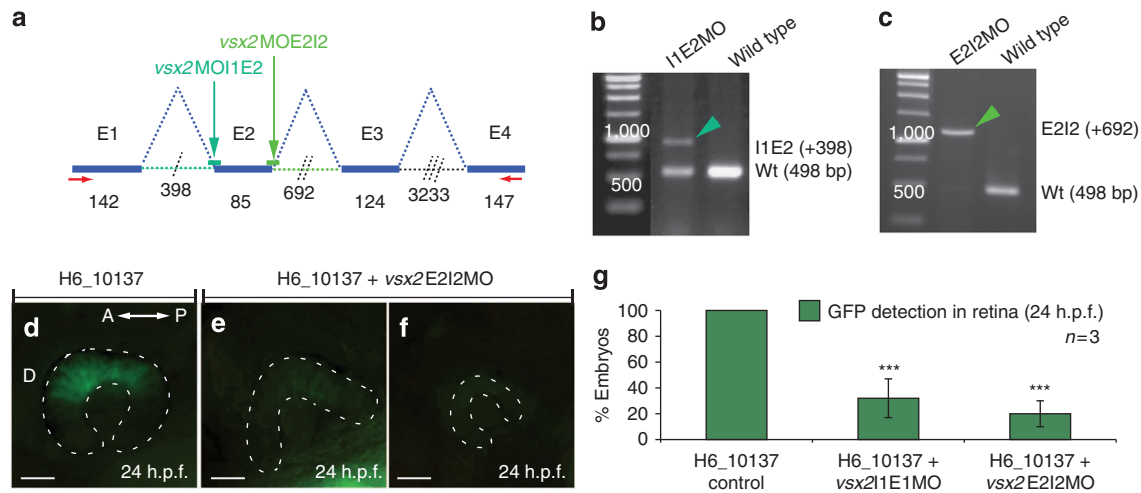 a
vsx2MOE2I2
vsx2MOI1E2
E1
E2
E3
E4
398
692
3233
142
85
124
147
b
I1E2MO
Wild type
1,000
500
I1E2 (+398)
Wt (498 bp)
c
E2I2MO
Wild type
1,000
500
E2I2 (+692)
Wt (498 bp)
H6_10137
H6_10137 + vsx2E2I2MO
d
A
P
D
24 h.p.f.
e
24 h.p.f.
f
24 h.p.f.
g
GFP detection in retina (24 h.p.f.)
n=3
% Embryos
100
80
60
40
20
0
***
***
H6_10137
control
H6_10137 +
vsx2I1E1MO
H6_10137 +
vsx2E2I2MO